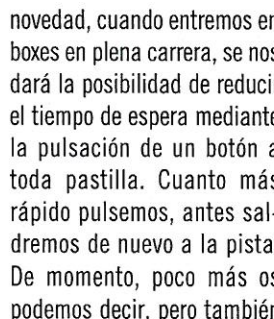 novedad, cuando entremos en
boxes en plena carrera, se nos
dará la posibilidad de reducir
el tiempo de espera mediante
la pulsación de un botón a
toda pastilla. Cuanto más
rápido pulsemos, antes sal-
dremos de nuevo a la pista.
De momento, poco más os
podemos decir, pero también